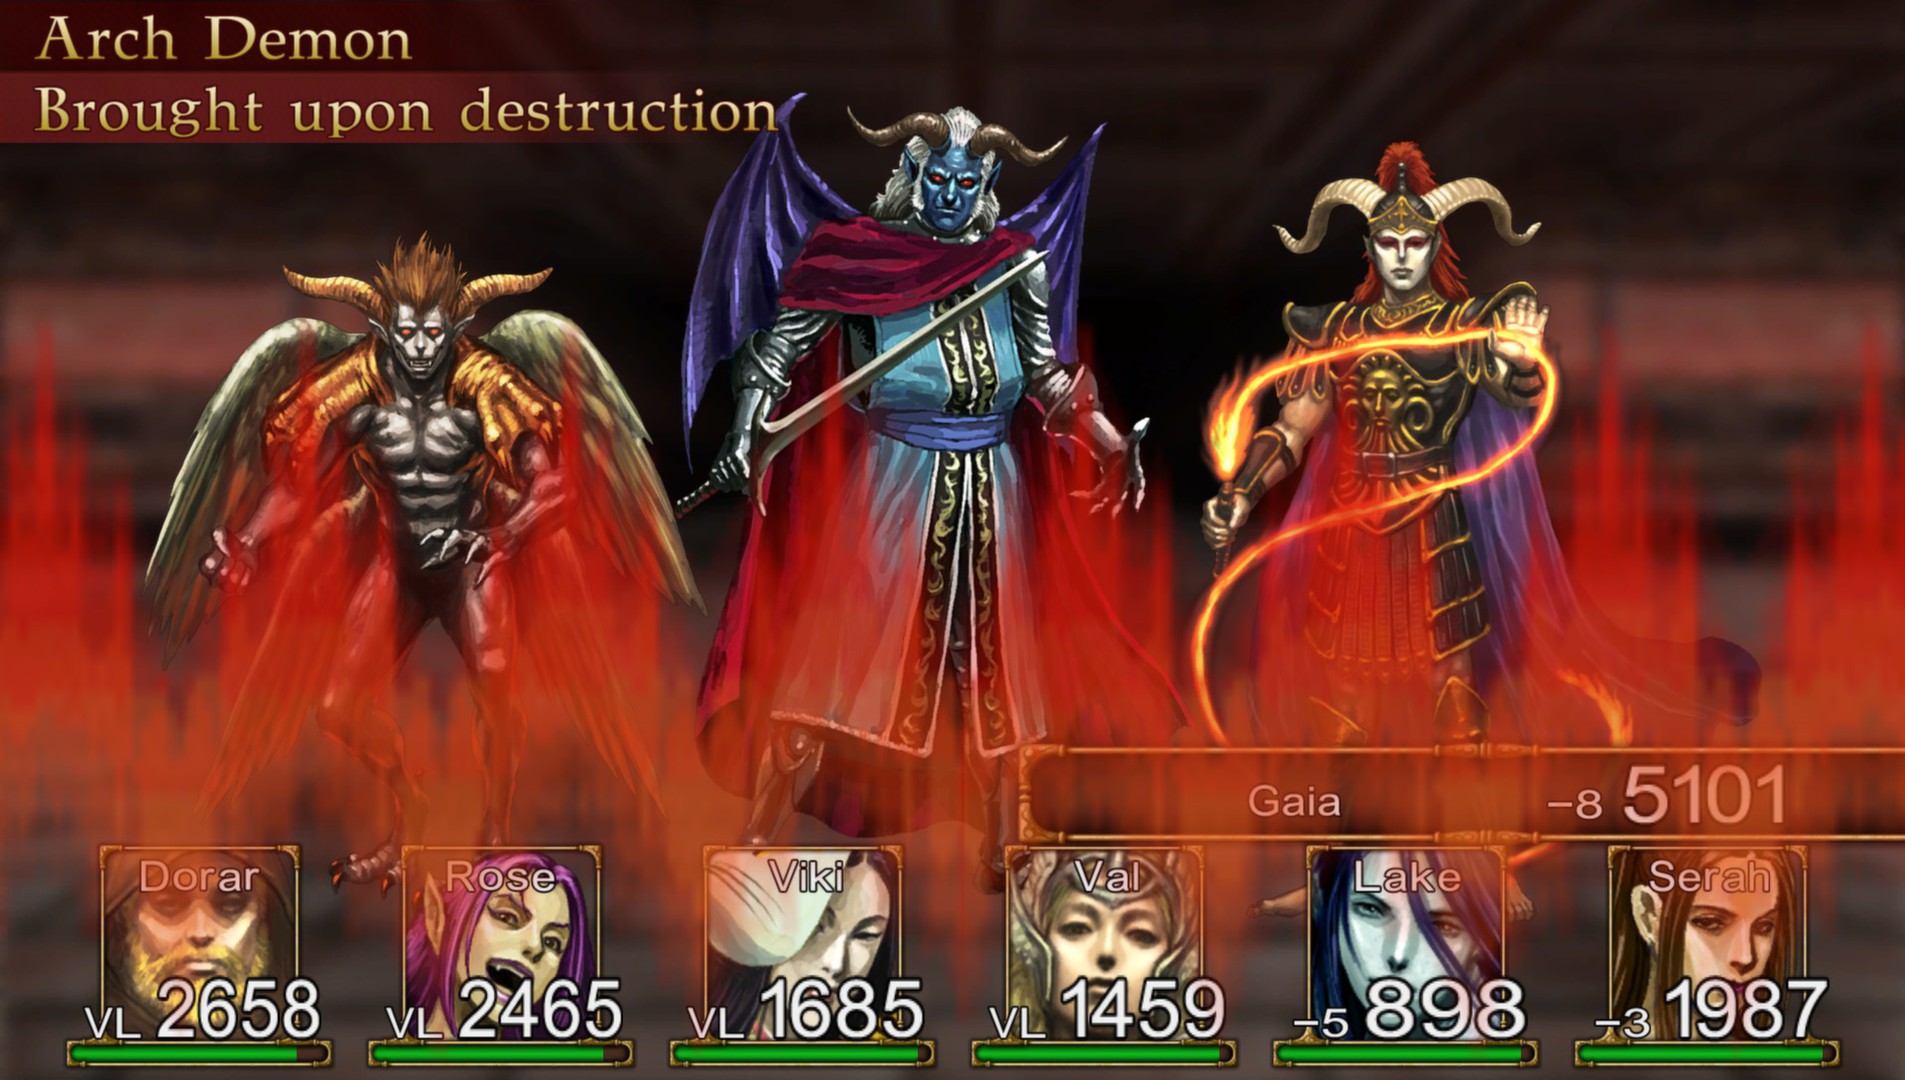 Arch Demon
Brought upon destruction
Gaia -8 5101
Dorar Rose Viki Val Lake Serah
VL 2658 VL 2465 VL 1685 VL 1459 -5 898 -3 1987